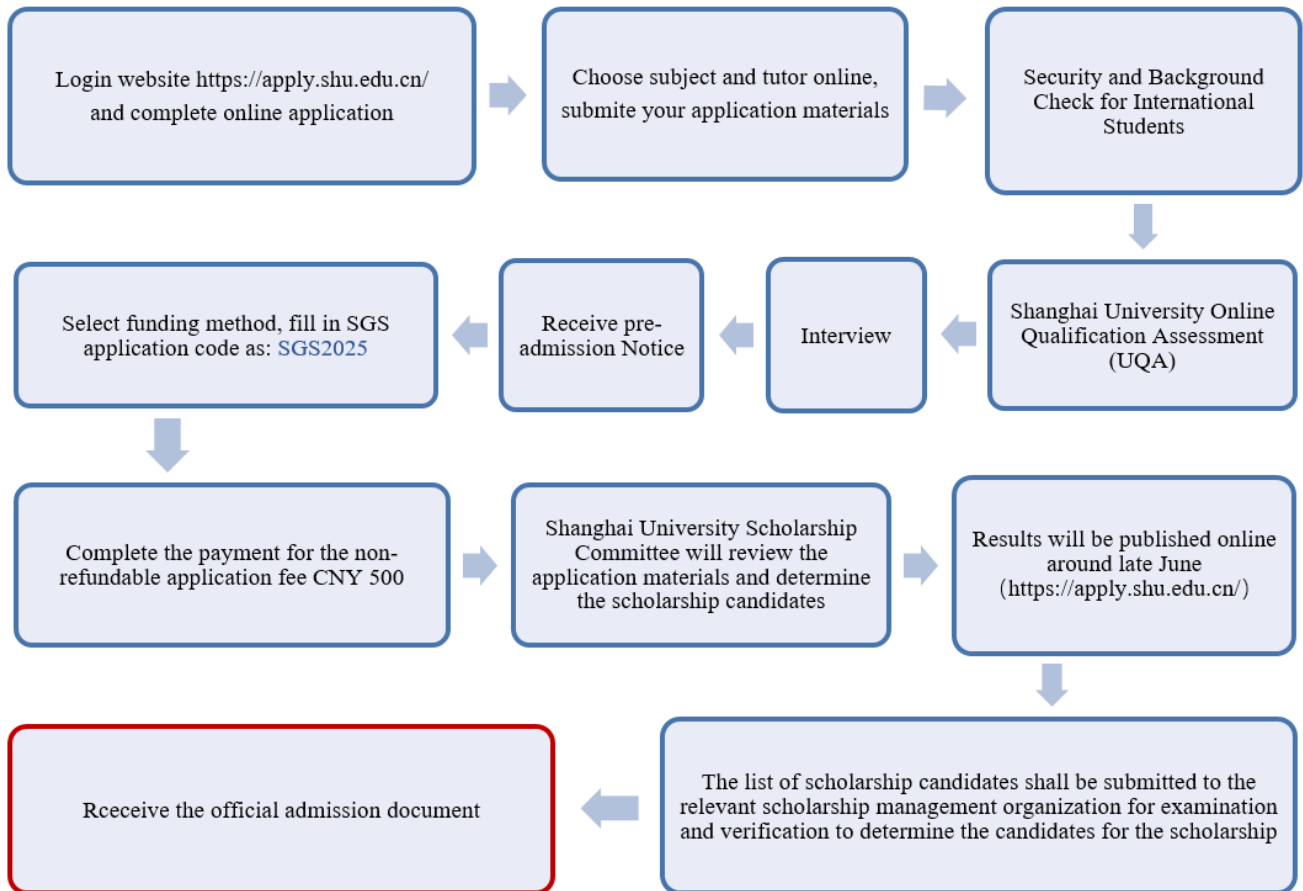 Login website https://apply.shu.edu.cn/
and complete online application
Choose subject and tutor online,
submite your application materials
Security and Background
Check for International
Students
Shanghai University Online
Qualification Assessment
(UQA)
Interview
Receive pre-
admission Notice
Select funding method, fill in SGS
application code as: SGS2025
Complete the payment for the non-
refundable application fee CNY 500
Shanghai University Scholarship
Committee will review the
application materials and determine
the scholarship candidates
Results will be published online
around late June
（https://apply.shu.edu.cn/）
The list of scholarship candidates shall be submitted to the
relevant scholarship management organization for examination
and verification to determine the candidates for the scholarship
Rceceive the official admission document